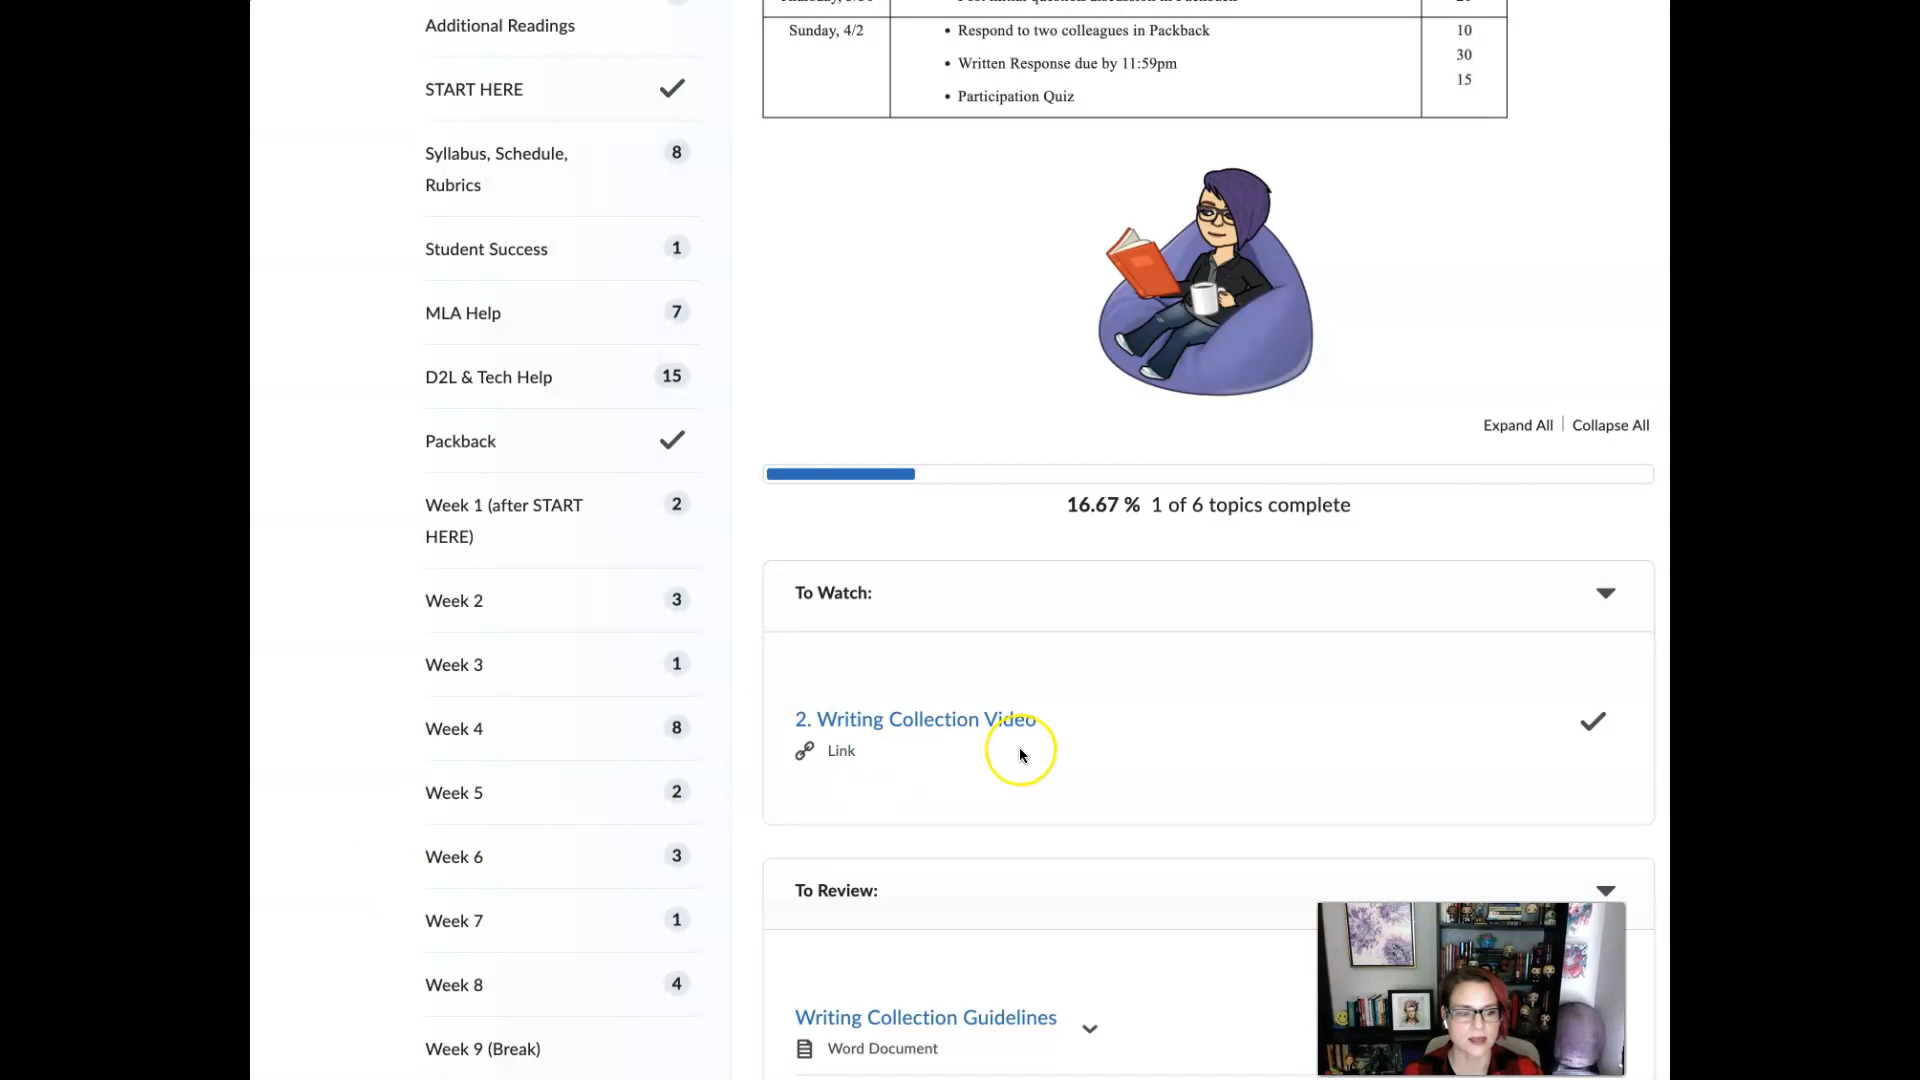 Additional Readings
START HERE
Syllabus, Schedule,
Rubrics
8
Student Success
1
MLA Help
7
D2L & Tech Help
15
Packback
Week 1 (after START
HERE)
2
Week 2
3
Week 3
1
Week 4
8
Week 5
2
Week 6
3
Week 7
1
Week 8
4
Week 9 (Break)
Sunday, 4/2
• Respond to two colleagues in Packback
• Written Response due by 11:59pm
• Participation Quiz
10
30
15
Expand All | Collapse All
16.67 % 1 of 6 topics complete
To Watch:
2. Writing Collection Video
Link
To Review:
Writing Collection Guidelines
Word Document